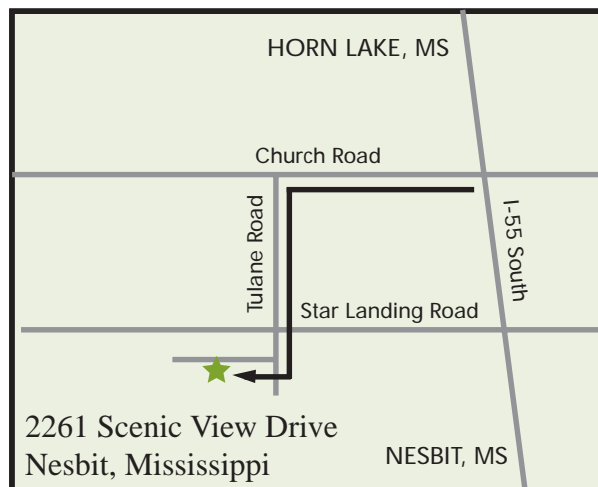 HORN LAKE, MS
Church Road
Tulane Road
I-55 South
Star Landing Road
2261 Scenic View Drive
Nesbit, Mississippi
NESBIT, MS